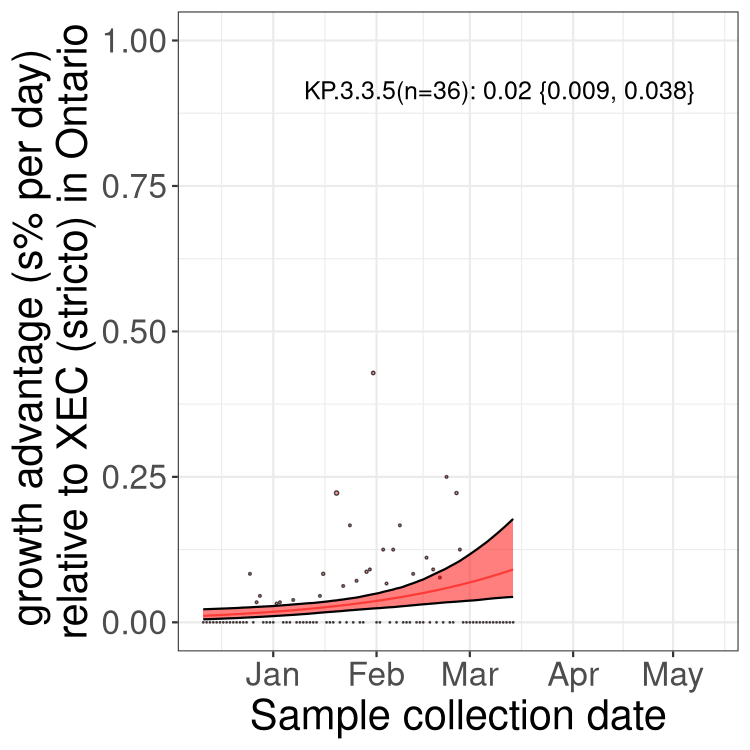 growth advantage (s% per day)
relative to XEC (stricto) in Ontario
1.00
0.75
0.50
0.25
0.00
KP.3.3.5(n=36): 0.02 {0.009, 0.038}
Jan Feb Mar Apr May
Sample collection date